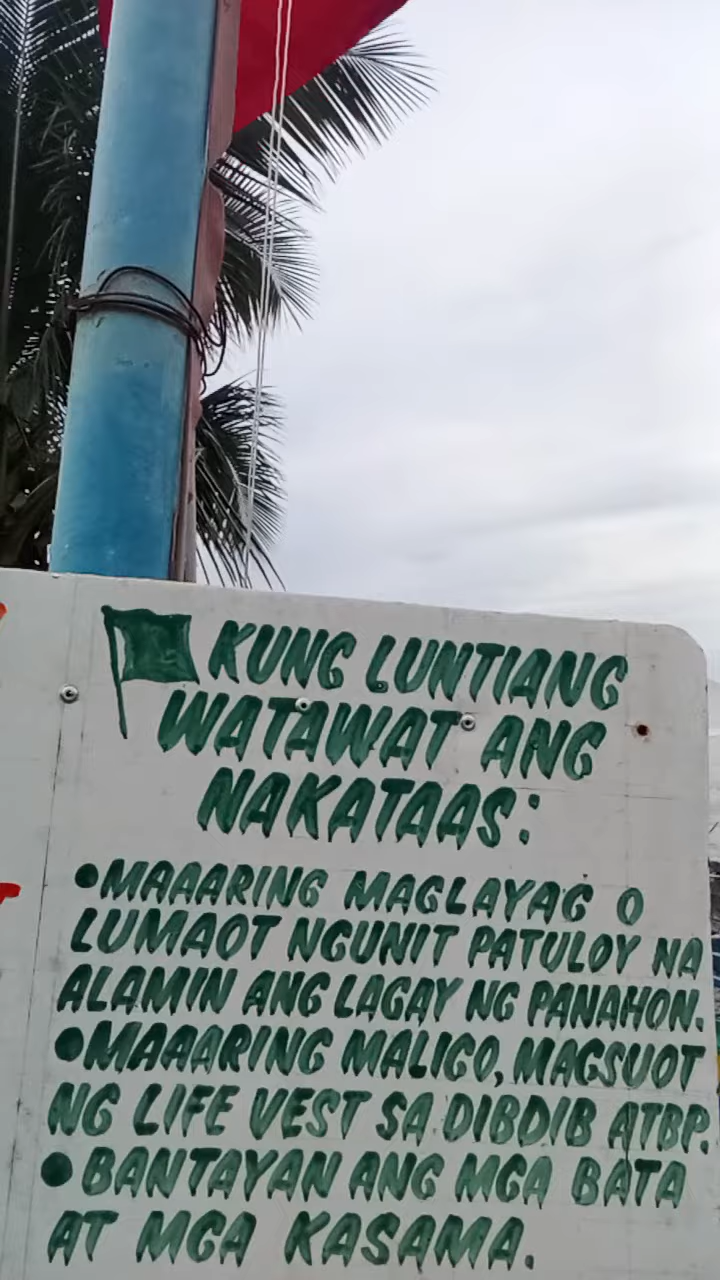 KUNG LUNTIANG
WATAWAT ANG
NAKATAAS:
•MAAARING MAGLAYAG O
LUMAOT NGUNIT PATULOY NA
ALAMIN ANG LAGAY NG PANAHON.
•MAAARING MALIGO, MAGSUOT
NG LIFE VEST SA DIBDIB ATBP.
•BANTAYAN ANG MGA BATA
AT MGA KASAMA.